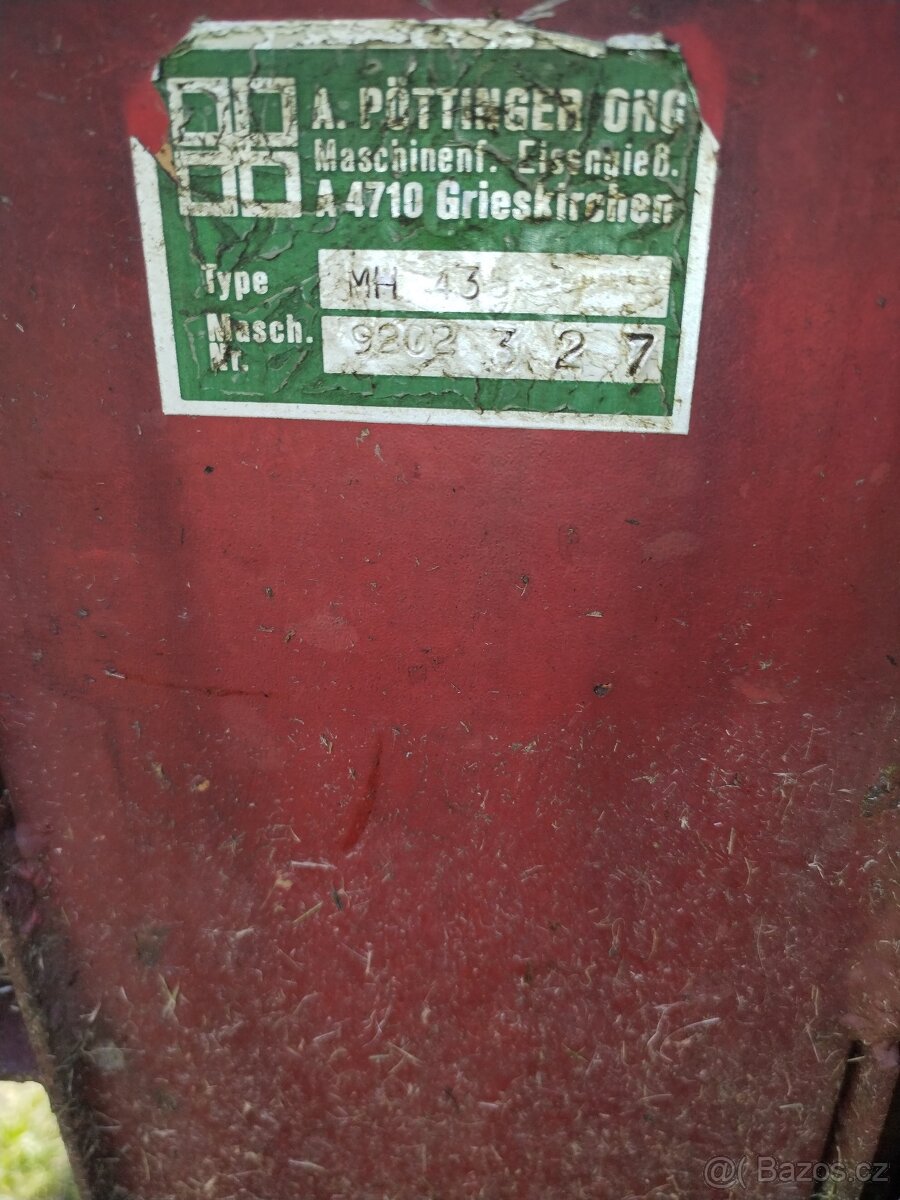 A. PÖTTINGER OHG
Maschinenf. Eisengieß.
A 4710 Grieskirchen
Type MH 43
Masch. Nr. 9202 3 2 7
@( Bazos.cz